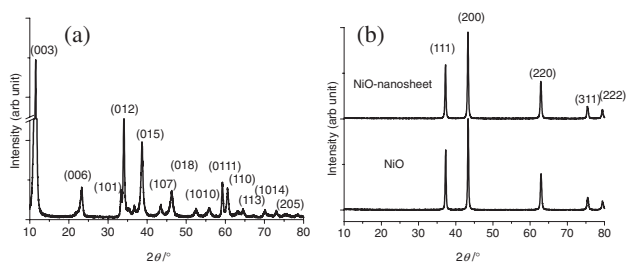 (a)
(003)
(012)
(015)
(006)
(101)
(107)
(018)
(1010)
(0111)
(110)
(113)
(1014)
(205)
Intensity (arb unit)
10 20 30 40 50 60 70 80
2θ/°
(b)
(200)
(111)
(220)
(311)
(222)
NiO-nanosheet
NiO
Intensity (arb unit)
10 20 30 40 50 60 70 80
2θ/°